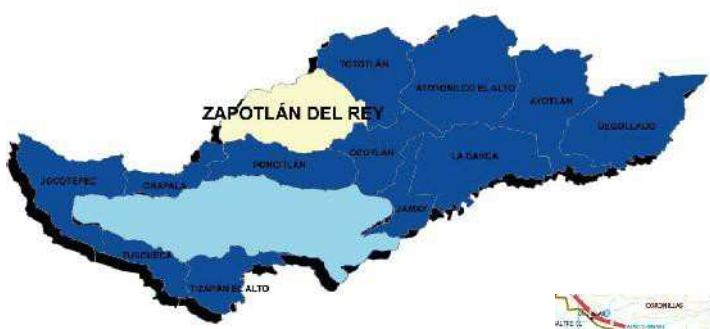 TOTOTLÁN
ATOTONILCO EL ALTO
ZAPOTLÁN DEL REY
AYOTLÁN
DEGOLLADO
OCOTLÁN
LA BARCA
PONCITLÁN
JOCOTEPEC
CHAPALA
JAMAY
TUXCUECA
TIZAPÁN EL ALTO
CORONILLAS